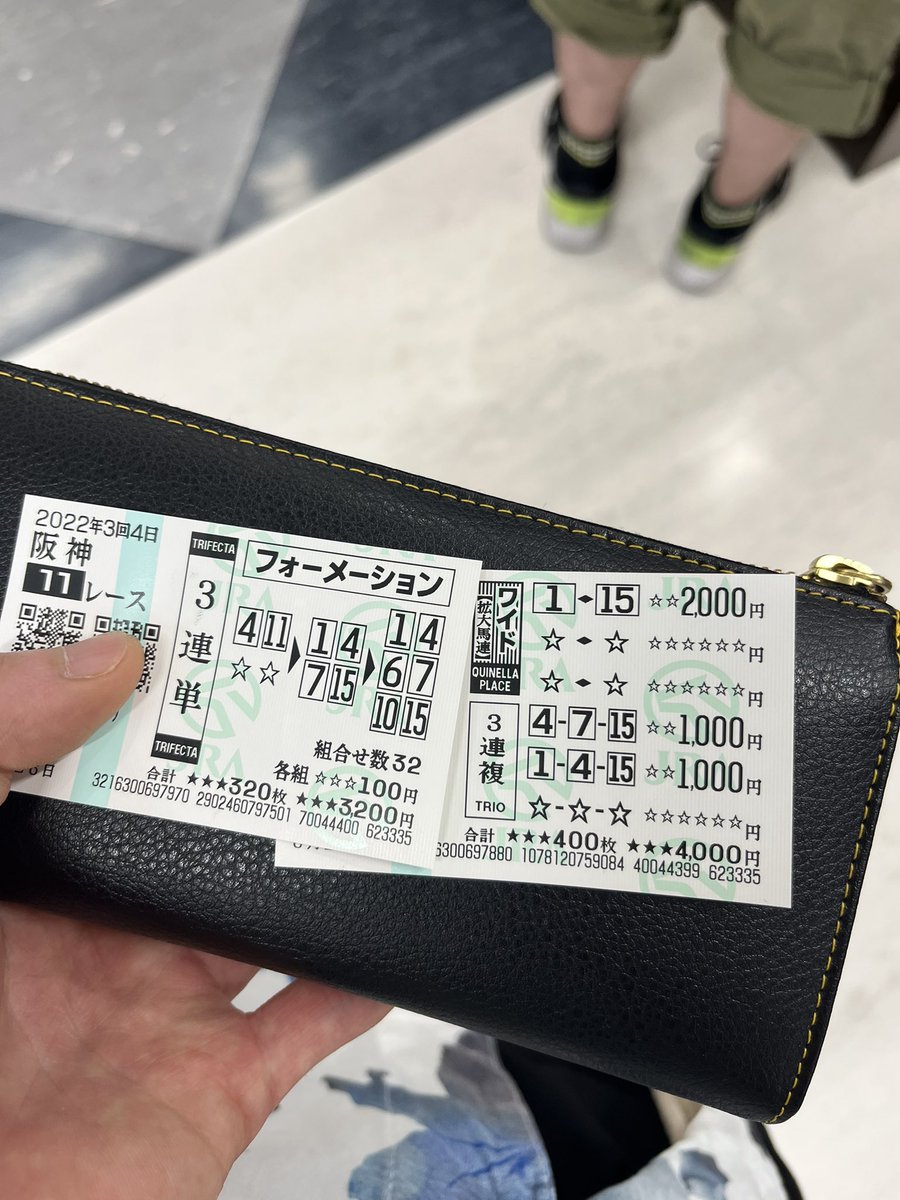 2022年3回4日
阪神
11レース
TRIFECTA
3連単
TRIFECTA
フォーメーション
4 11
☆☆
1 4
7 15
1 4
6 7
10 15
組合せ数32
各組 ☆☆☆100円
合計 ★★★320枚 ★★★3,200円
3216300697970 2902460797501 70044400 623335
ワイド
拡大馬連
QUINELLA
PLACE
1 ◆ 15 ☆☆2,000円
☆ ◆ ☆ ☆☆☆☆☆☆円
☆ ◆ ☆ ☆☆☆☆☆☆円
3連複
TRIO
4-7-15 ☆☆1,000円
1-4-15 ☆☆1,000円
☆-☆-☆ ☆☆☆☆☆☆円
合計 ★★★400枚 ★★★4,000円
6300697880 1078120759084 40044399 623335
JRA